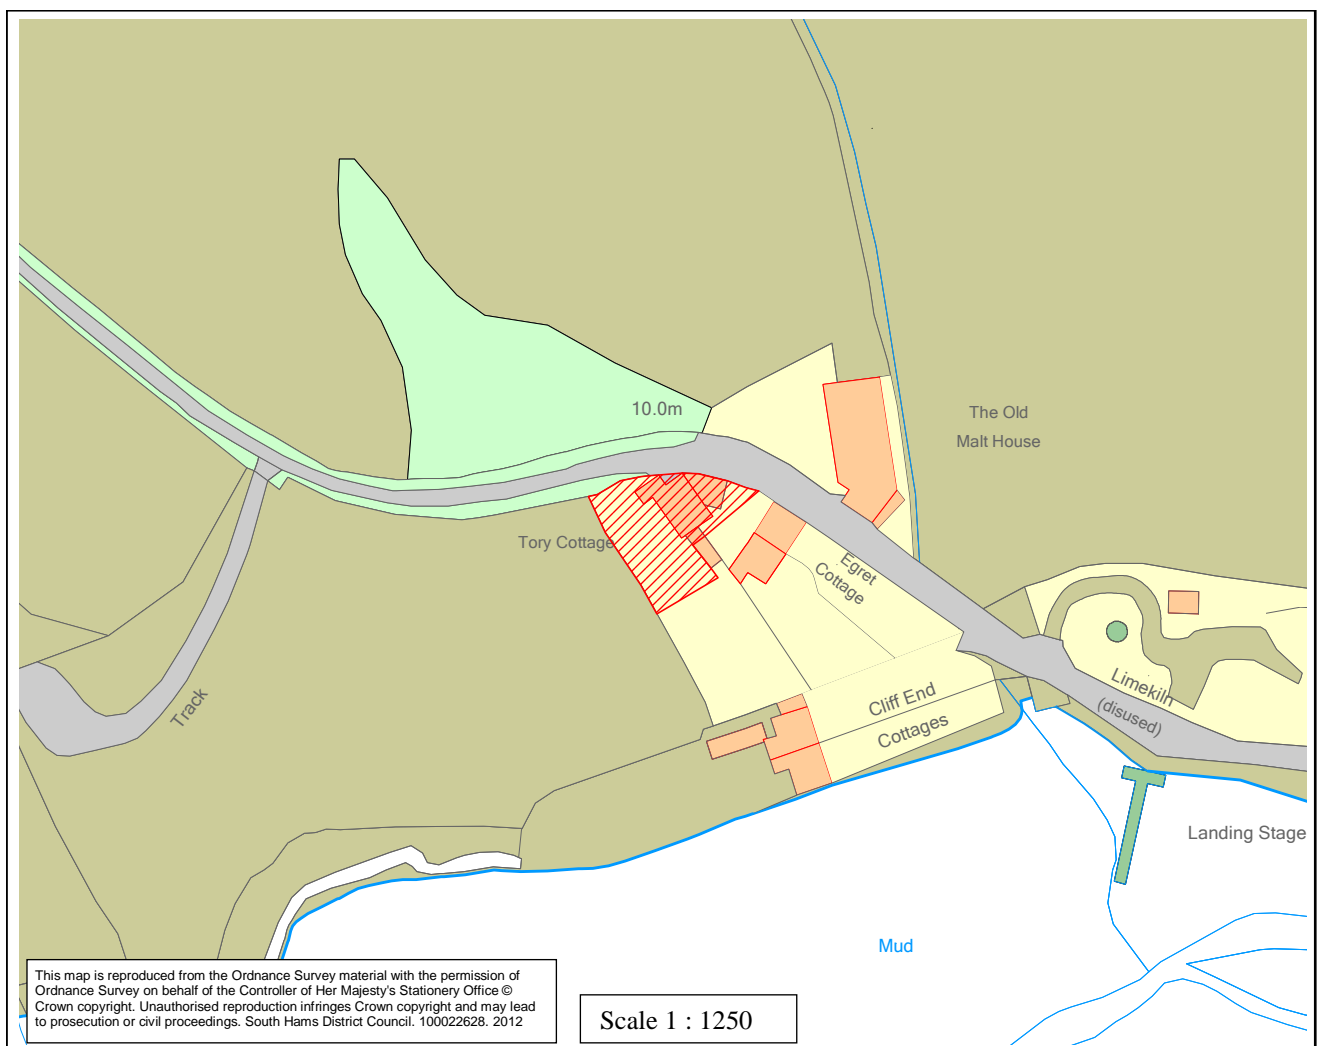 10.0m
The Old
Malt House
Tory Cottage
Egret
Cottage
Track
Limekiln
(disused)
Cliff End
Cottages
Landing Stage
Mud
This map is reproduced from the Ordnance Survey material with the permission of
Ordnance Survey on behalf of the Controller of Her Majesty's Stationery Office ©
Crown copyright. Unauthorised reproduction infringes Crown copyright and may lead
to prosecution or civil proceedings. South Hams District Council. 100022628. 2012
Scale 1 : 1250